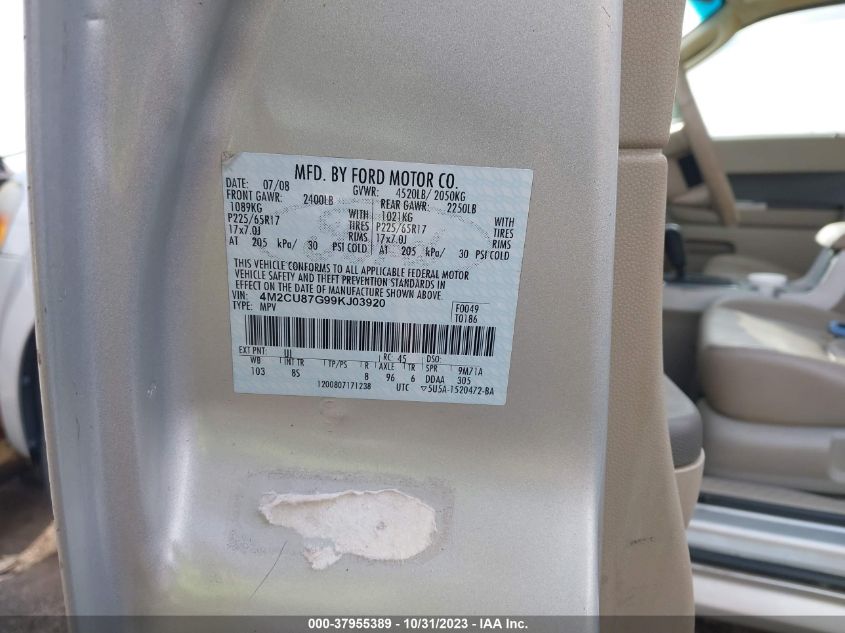 MFD. BY FORD MOTOR CO.
DATE: 07/08 GVWR: 4520LB/ 2050KG
FRONT GAWR: 2400LB REAR GAWR: 2250LB
1089KG WITH 1021KG WITH
P225/65R17 TIRES P225/65R17 TIRES
17x7.0J RIMS 17x7.0J RIMS
AT 205 kPa/ 30 PSI COLD AT 205 kPa/ 30 PSI COLD
THIS VEHICLE CONFORMS TO ALL APPLICABLE FEDERAL MOTOR
VEHICLE SAFETY AND THEFT PREVENTION STANDARDS IN
EFFECT ON THE DATE OF MANUFACTURE SHOWN ABOVE.
VIN: 4M2CU87G99KJ03920 F0049
TYPE: MPV T0186
EXT PNT: UJ RC: 45 DSO:
WB INT TR TP/PS R AXLE TR SPR 9M71A
103 8S 8 96 6 DDAA 305
1200807171238 UTC ▽5U5A-1520472-BA
000-37955389 - 10/31/2023 - IAA Inc.